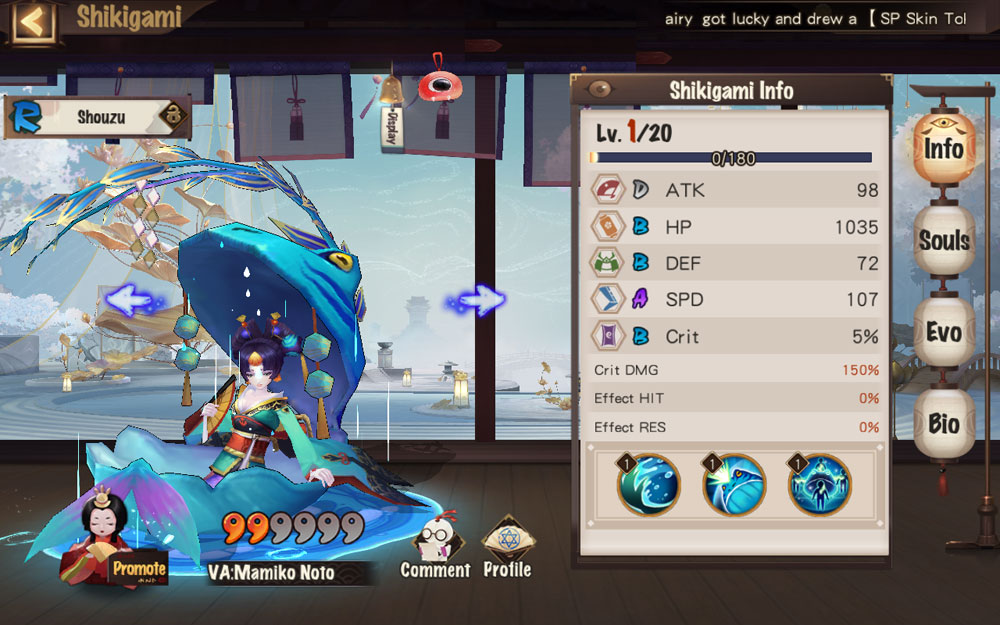 Shikigami
airy got lucky and drew a 【SP Skin Tol
R Shouzu
Display
Shikigami Info
Lv. 1/20
0/180
D ATK 98
B HP 1035
B DEF 72
A SPD 107
B Crit 5%
Crit DMG 150%
Effect HIT 0%
Effect RES 0%
1 1 1
Info
Souls
Evo
Bio
999999
Promote
VA:Mamiko Noto
Comment
Profile